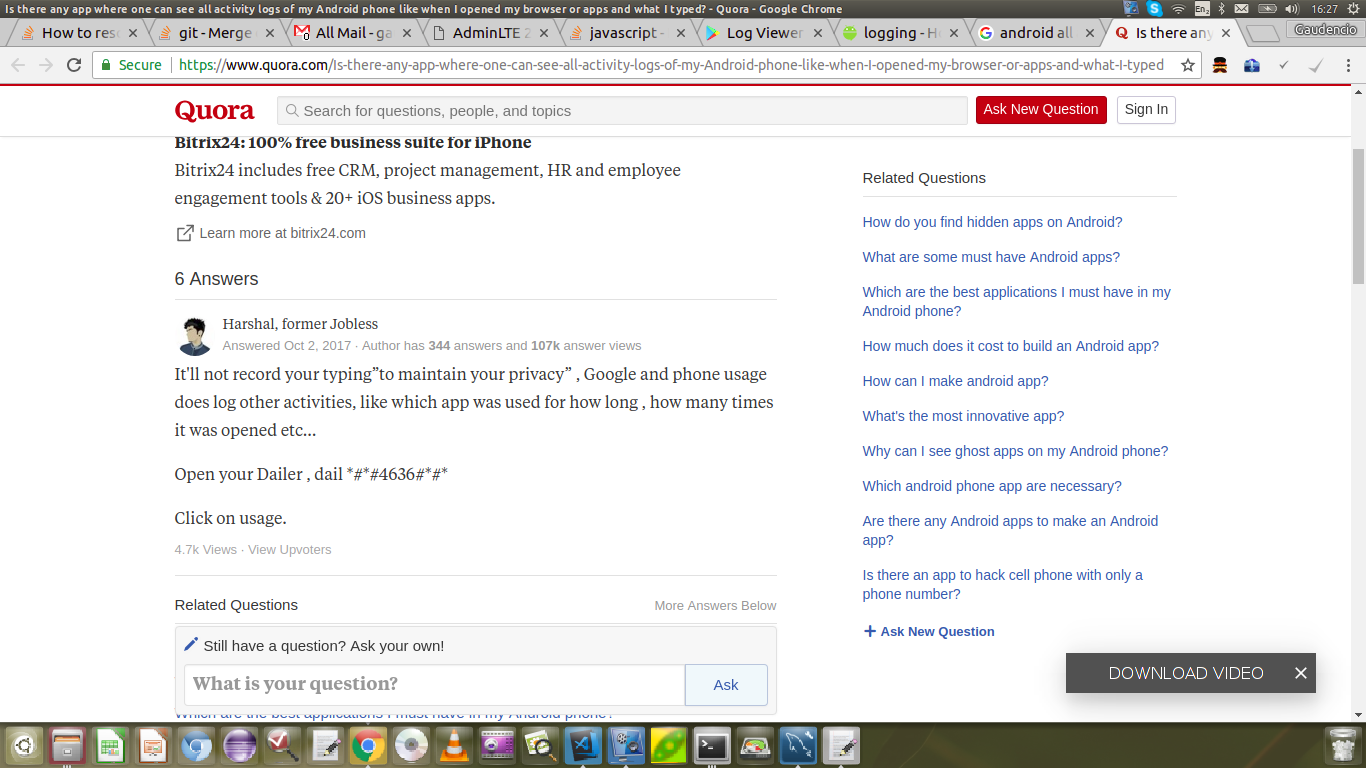 Is there any app where one can see all activity logs of my Android phone like when I opened my browser or apps and what I typed? - Quora - Google Chrome
En2
16:27
How to res
git - Merge
All Mail - ga
AdminLTE 2
javascript -
Log Viewer
logging - Ho
android all
Is there any
Gaudencio
Secure
https://www.quora.com/Is-there-any-app-where-one-can-see-all-activity-logs-of-my-Android-phone-like-when-I-opened-my-browser-or-apps-and-what-I-typed
Quora
Search for questions, people, and topics
Ask New Question
Sign In
Bitrix24: 100% free business suite for iPhone
Bitrix24 includes free CRM, project management, HR and employee
engagement tools & 20+ iOS business apps.
Learn more at bitrix24.com
6 Answers
Harshal, former Jobless
Answered Oct 2, 2017 · Author has 344 answers and 107k answer views
It'll not record your typing”to maintain your privacy” , Google and phone usage
does log other activities, like which app was used for how long , how many times
it was opened etc...
Open your Dailer , dail *#*#4636#*#*
Click on usage.
4.7k Views · View Upvoters
Related Questions
More Answers Below
Still have a question? Ask your own!
What is your question?
Ask
Which are the best applications I must have in my Android phone?
Related Questions
How do you find hidden apps on Android?
What are some must have Android apps?
Which are the best applications I must have in my
Android phone?
How much does it cost to build an Android app?
How can I make android app?
What's the most innovative app?
Why can I see ghost apps on my Android phone?
Which android phone app are necessary?
Are there any Android apps to make an Android
app?
Is there an app to hack cell phone with only a
phone number?
Ask New Question
DOWNLOAD VIDEO